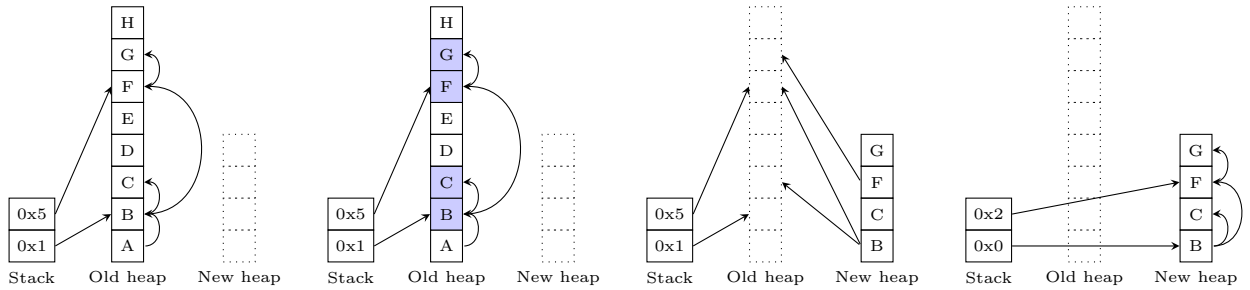 H
G
F
E
D
C
B
A
0x5
0x1
Stack
Old heap
New heap
H
G
F
E
D
C
B
A
0x5
0x1
Stack
Old heap
New heap
G
F
C
B
0x5
0x1
Stack
Old heap
New heap
G
F
C
B
0x2
0x0
Stack
Old heap
New heap